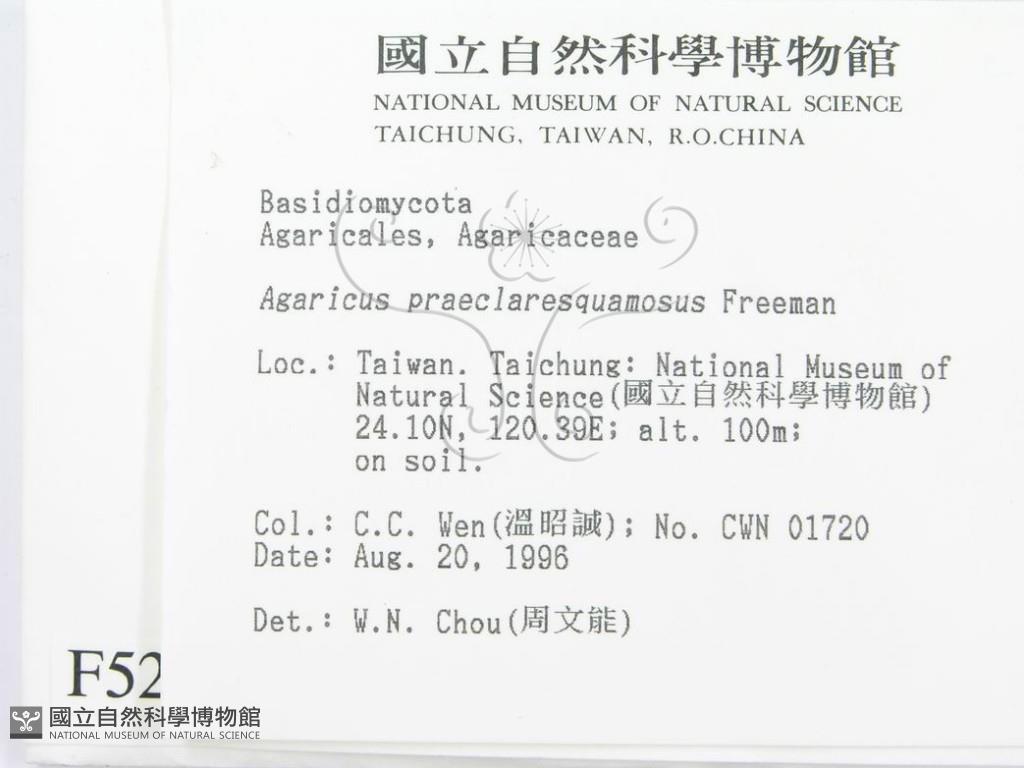 國立自然科學博物館
NATIONAL MUSEUM OF NATURAL SCIENCE
TAICHUNG, TAIWAN, R.O.CHINA
Basidiomycota
Agaricales, Agaricaceae
Agaricus praeclaresquamosus Freeman
Loc.: Taiwan. Taichung: National Museum of
Natural Science(國立自然科學博物館)
24.10N, 120.39E; alt. 100m;
on soil.
Col.: C.C. Wen(溫昭誠); No. CWN 01720
Date: Aug. 20, 1996
Det.: W.N. Chou(周文能)
F52
國立自然科學博物館
NATIONAL MUSEUM OF NATURAL SCIENCE